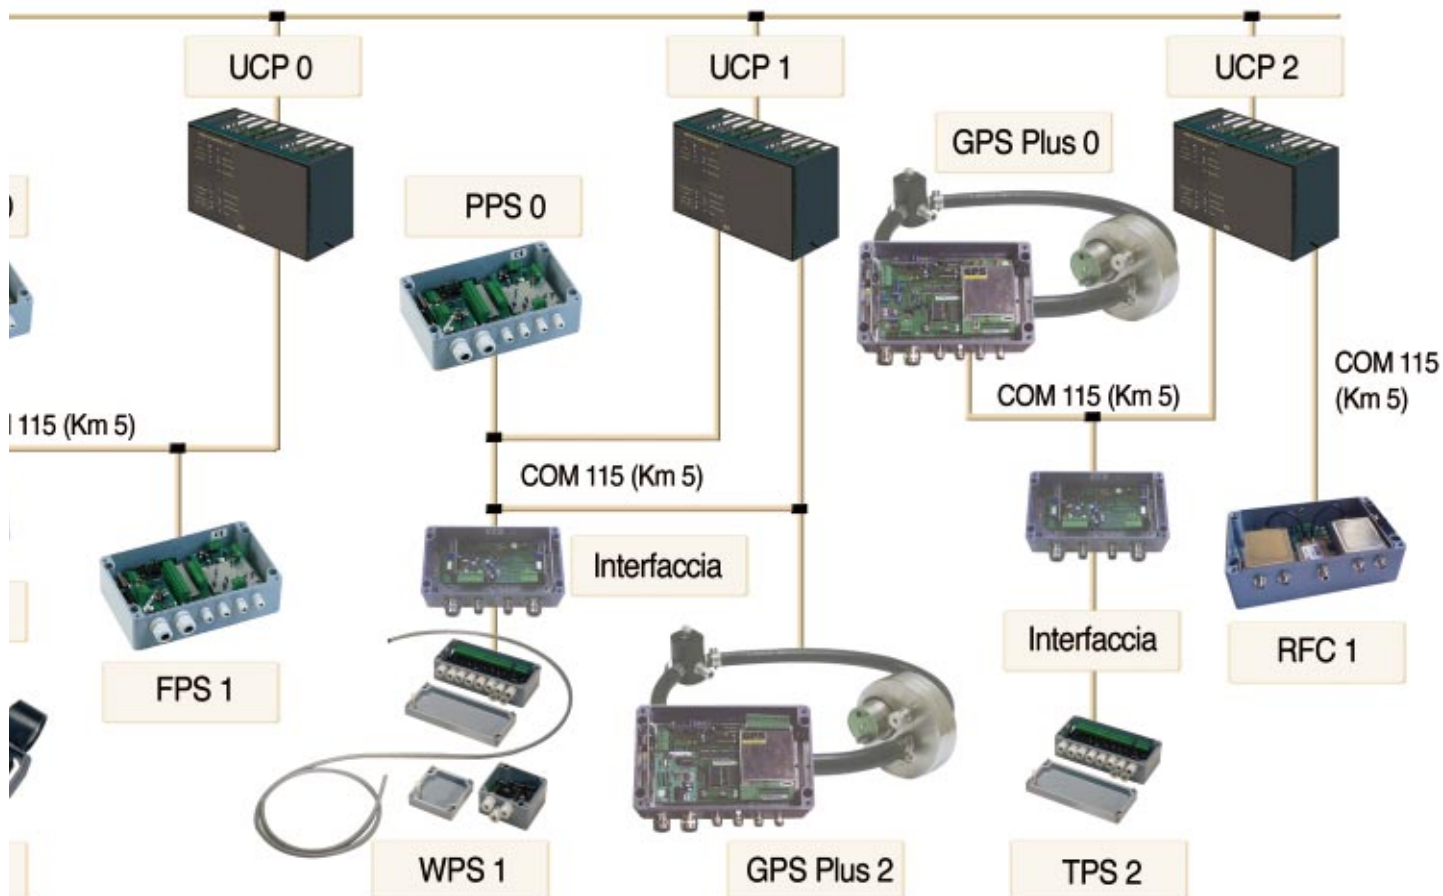 UCP 0
UCP 1
UCP 2
GPS Plus 0
PPS 0
COM 115
(Km 5)
COM 115 (Km 5)
115 (Km 5)
COM 115 (Km 5)
Interfaccia
Interfaccia
RFC 1
FPS 1
WPS 1
GPS Plus 2
TPS 2